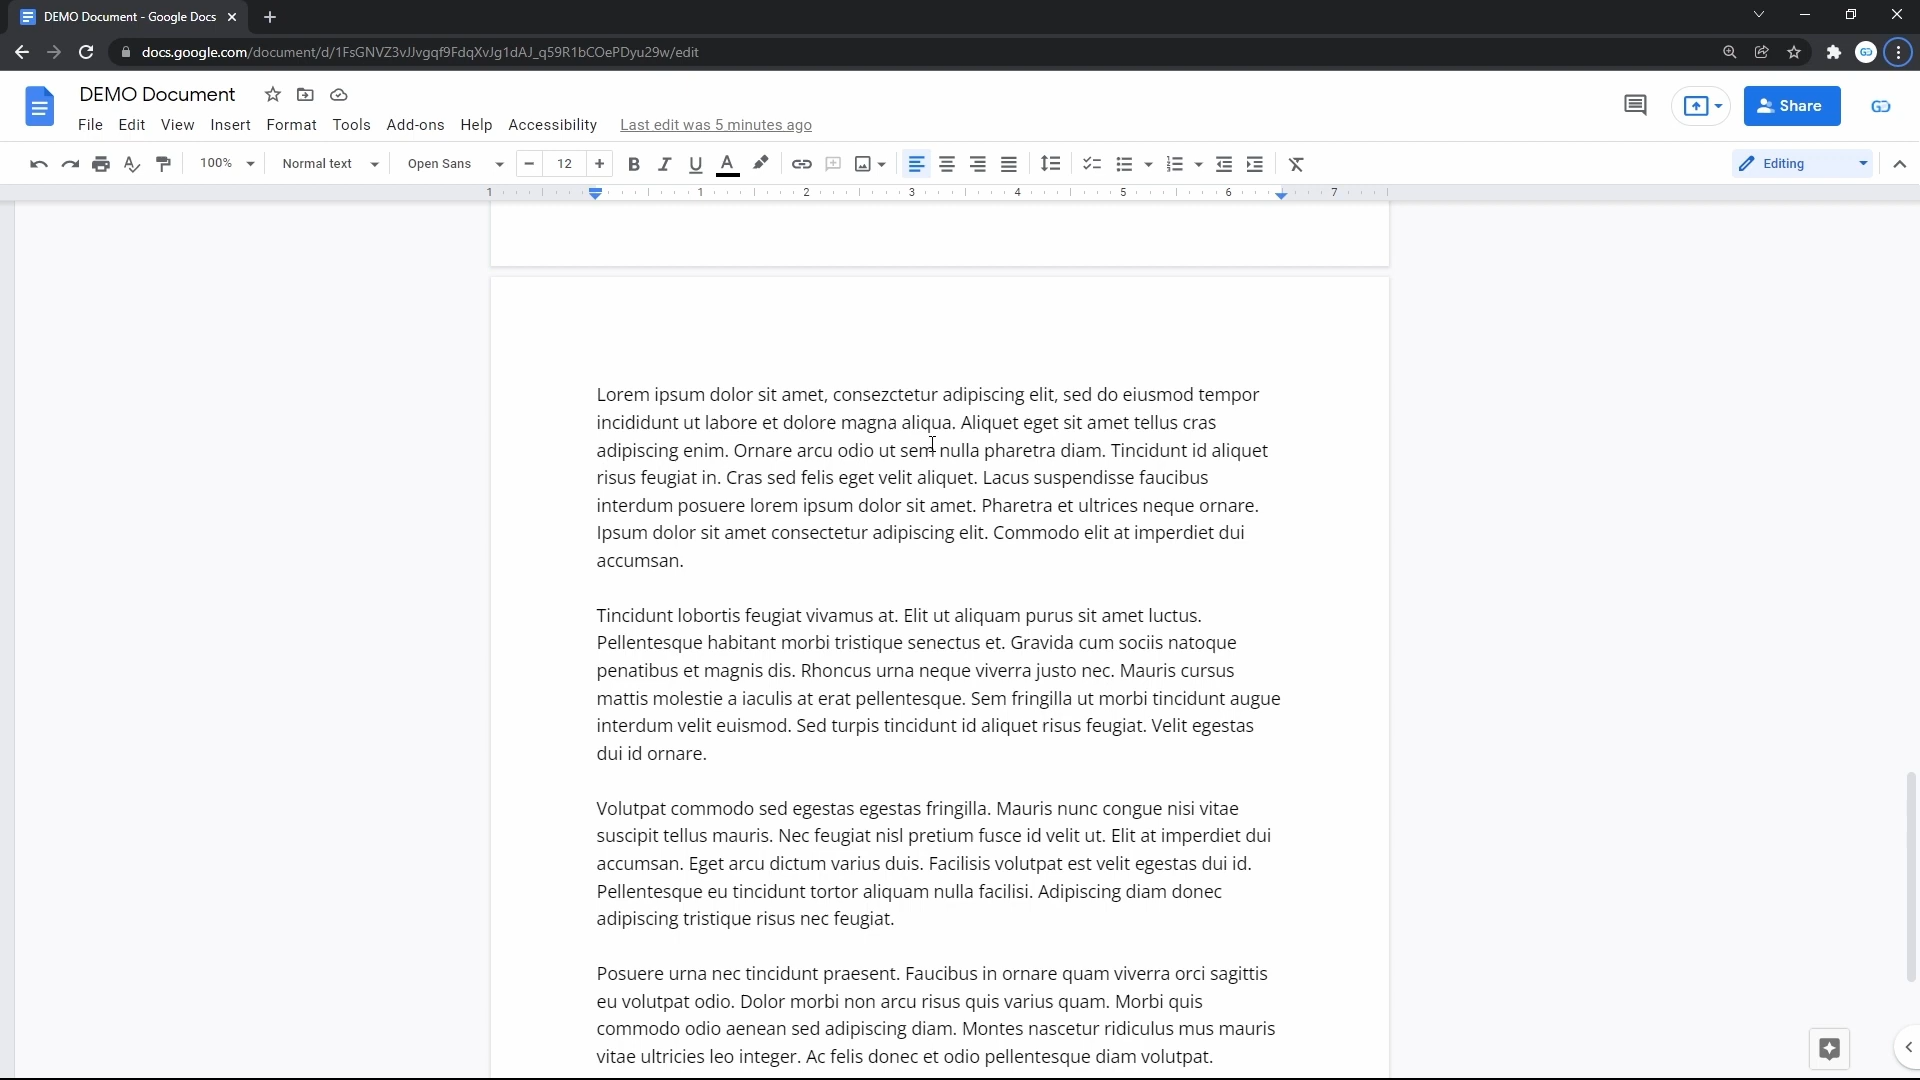 DEMO Document - Google Docs
docs.google.com/document/d/1FsGNVZ3vJJvgqf9FdqXvJg1dAJ_q59R1bCOePDyu29w/edit
DEMO Document
Share
File Edit View Insert Format Tools Add-ons Help Accessibility Last edit was 5 minutes ago
100% Normal text Open Sans 12 B I U A Editing
1 1 2 3 4 5 6 7
Lorem ipsum dolor sit amet, consezctetur adipiscing elit, sed do eiusmod tempor
incididunt ut labore et dolore magna aliqua. Aliquet eget sit amet tellus cras
adipiscing enim. Ornare arcu odio ut sem nulla pharetra diam. Tincidunt id aliquet
risus feugiat in. Cras sed felis eget velit aliquet. Lacus suspendisse faucibus
interdum posuere lorem ipsum dolor sit amet. Pharetra et ultrices neque ornare.
Ipsum dolor sit amet consectetur adipiscing elit. Commodo elit at imperdiet dui
accumsan.
Tincidunt lobortis feugiat vivamus at. Elit ut aliquam purus sit amet luctus.
Pellentesque habitant morbi tristique senectus et. Gravida cum sociis natoque
penatibus et magnis dis. Rhoncus urna neque viverra justo nec. Mauris cursus
mattis molestie a iaculis at erat pellentesque. Sem fringilla ut morbi tincidunt augue
interdum velit euismod. Sed turpis tincidunt id aliquet risus feugiat. Velit egestas
dui id ornare.
Volutpat commodo sed egestas egestas fringilla. Mauris nunc congue nisi vitae
suscipit tellus mauris. Nec feugiat nisl pretium fusce id velit ut. Elit at imperdiet dui
accumsan. Eget arcu dictum varius duis. Facilisis volutpat est velit egestas dui id.
Pellentesque eu tincidunt tortor aliquam nulla facilisi. Adipiscing diam donec
adipiscing tristique risus nec feugiat.
Posuere urna nec tincidunt praesent. Faucibus in ornare quam viverra orci sagittis
eu volutpat odio. Dolor morbi non arcu risus quis varius quam. Morbi quis
commodo odio aenean sed adipiscing diam. Montes nascetur ridiculus mus mauris
vitae ultricies leo integer. Ac felis donec et odio pellentesque diam volutpat.